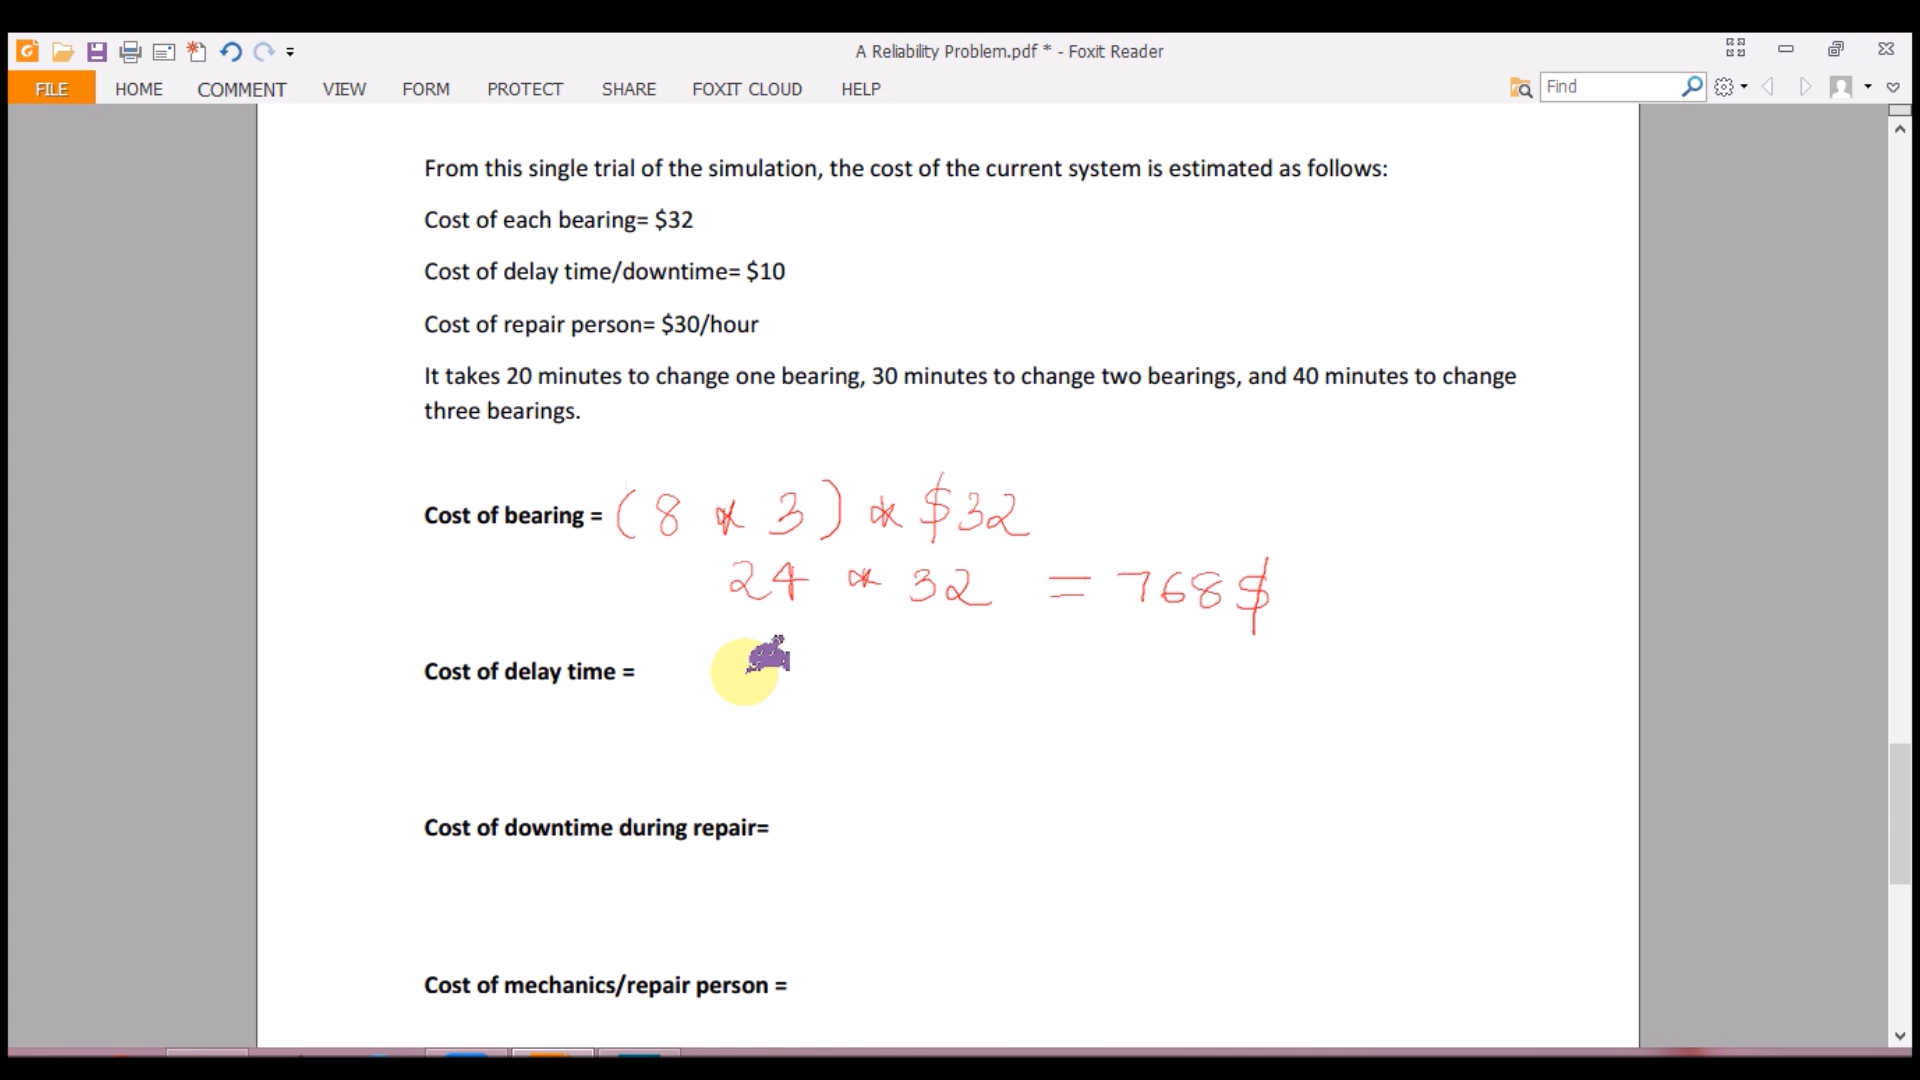 A Reliability Problem.pdf * - Foxit Reader
FILE HOME COMMENT VIEW FORM PROTECT SHARE FOXIT CLOUD HELP Find
From this single trial of the simulation, the cost of the current system is estimated as follows:
Cost of each bearing= $32
Cost of delay time/downtime= $10
Cost of repair person= $30/hour
It takes 20 minutes to change one bearing, 30 minutes to change two bearings, and 40 minutes to change
three bearings.
Cost of bearing = (8 * 3) * $32
24 * 32 = 768$
Cost of delay time =
Cost of downtime during repair=
Cost of mechanics/repair person =